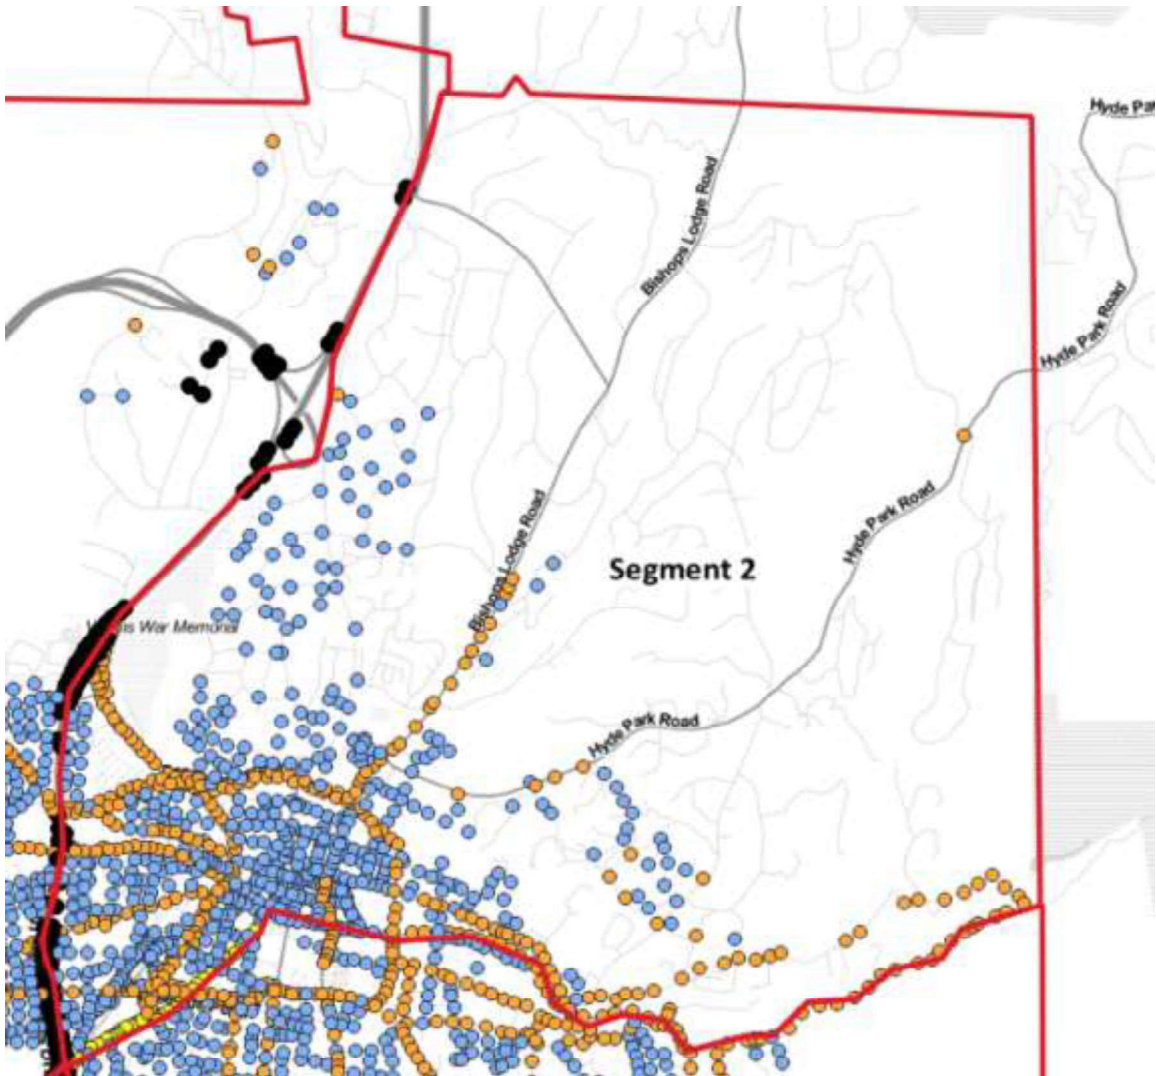 Hyde Par
Bishops Lodge Road
Hyde Park Road
Hyde Park Road
Bishops Lodge Road
Segment 2
War Memorial
Hyde Park Road